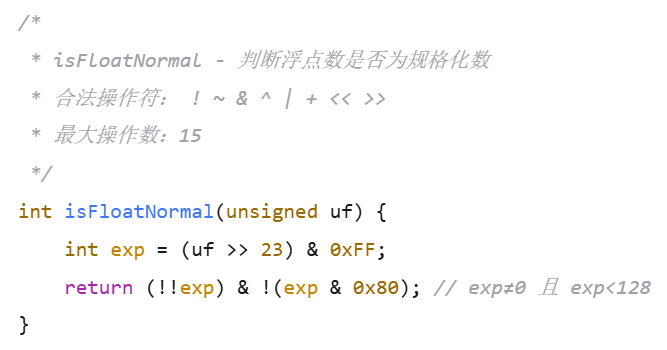 /*
 * isFloatNormal - 判断浮点数是否为规格化数
 * 合法操作符： ! ~ & ^ | + << >>
 * 最大操作数：15
 */
int isFloatNormal(unsigned uf) {
    int exp = (uf >> 23) & 0xFF;
    return (!!exp) & !(exp & 0x80); // exp≠0 且 exp<128
}